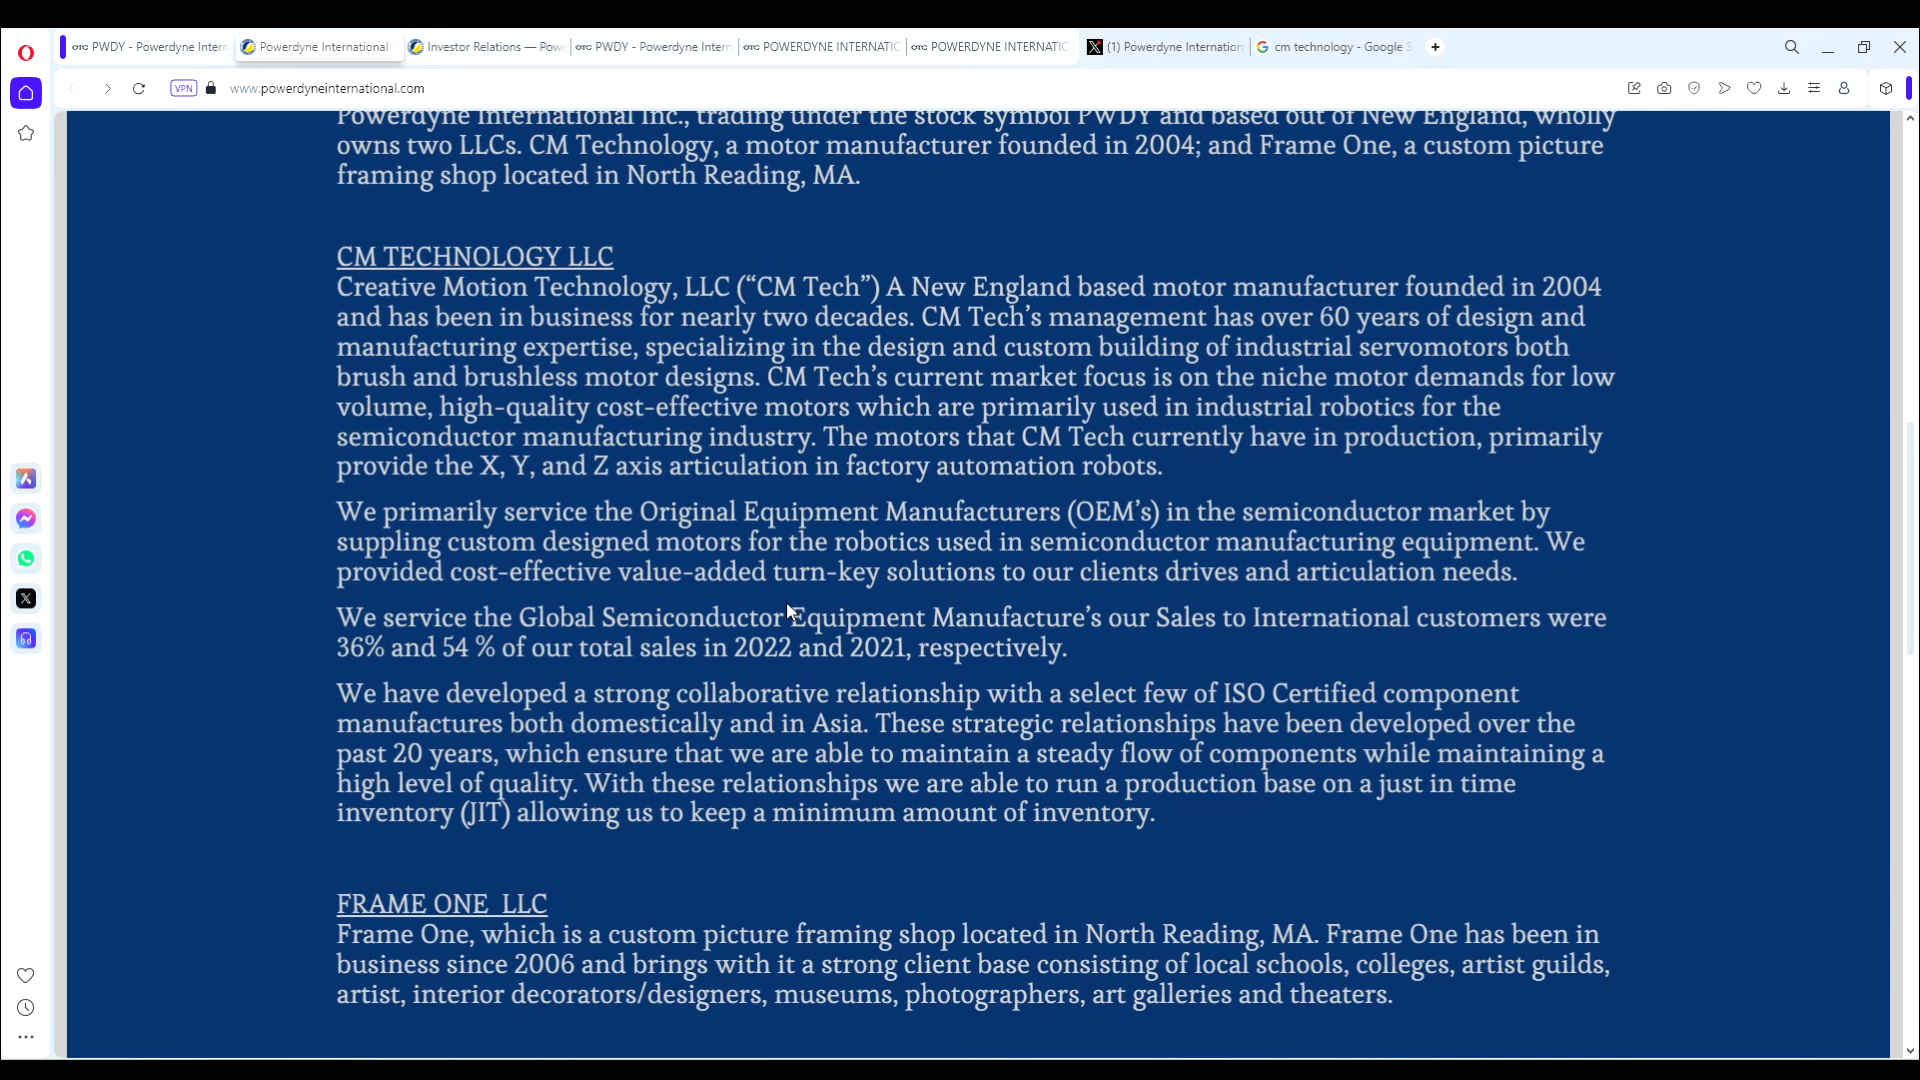 PWDY - Powerdyne Intern
Powerdyne International
Investor Relations — Pow
PWDY - Powerdyne Intern
POWERDYNE INTERNATIC
POWERDYNE INTERNATIC
(1) Powerdyne Internation
cm technology - Google S
VPN
www.powerdyneinternational.com
Powerdyne International Inc., trading under the stock symbol PWDY and based out of New England, wholly
owns two LLCs. CM Technology, a motor manufacturer founded in 2004; and Frame One, a custom picture
framing shop located in North Reading, MA.
CM TECHNOLOGY LLC
Creative Motion Technology, LLC (“CM Tech”) A New England based motor manufacturer founded in 2004
and has been in business for nearly two decades. CM Tech’s management has over 60 years of design and
manufacturing expertise, specializing in the design and custom building of industrial servomotors both
brush and brushless motor designs. CM Tech’s current market focus is on the niche motor demands for low
volume, high-quality cost-effective motors which are primarily used in industrial robotics for the
semiconductor manufacturing industry. The motors that CM Tech currently have in production, primarily
provide the X, Y, and Z axis articulation in factory automation robots.
We primarily service the Original Equipment Manufacturers (OEM’s) in the semiconductor market by
suppling custom designed motors for the robotics used in semiconductor manufacturing equipment. We
provided cost-effective value-added turn-key solutions to our clients drives and articulation needs.
We service the Global Semiconductor Equipment Manufacture’s our Sales to International customers were
36% and 54 % of our total sales in 2022 and 2021, respectively.
We have developed a strong collaborative relationship with a select few of ISO Certified component
manufactures both domestically and in Asia. These strategic relationships have been developed over the
past 20 years, which ensure that we are able to maintain a steady flow of components while maintaining a
high level of quality. With these relationships we are able to run a production base on a just in time
inventory (JIT) allowing us to keep a minimum amount of inventory.
FRAME ONE  LLC
Frame One, which is a custom picture framing shop located in North Reading, MA. Frame One has been in
business since 2006 and brings with it a strong client base consisting of local schools, colleges, artist guilds,
artist, interior decorators/designers, museums, photographers, art galleries and theaters.